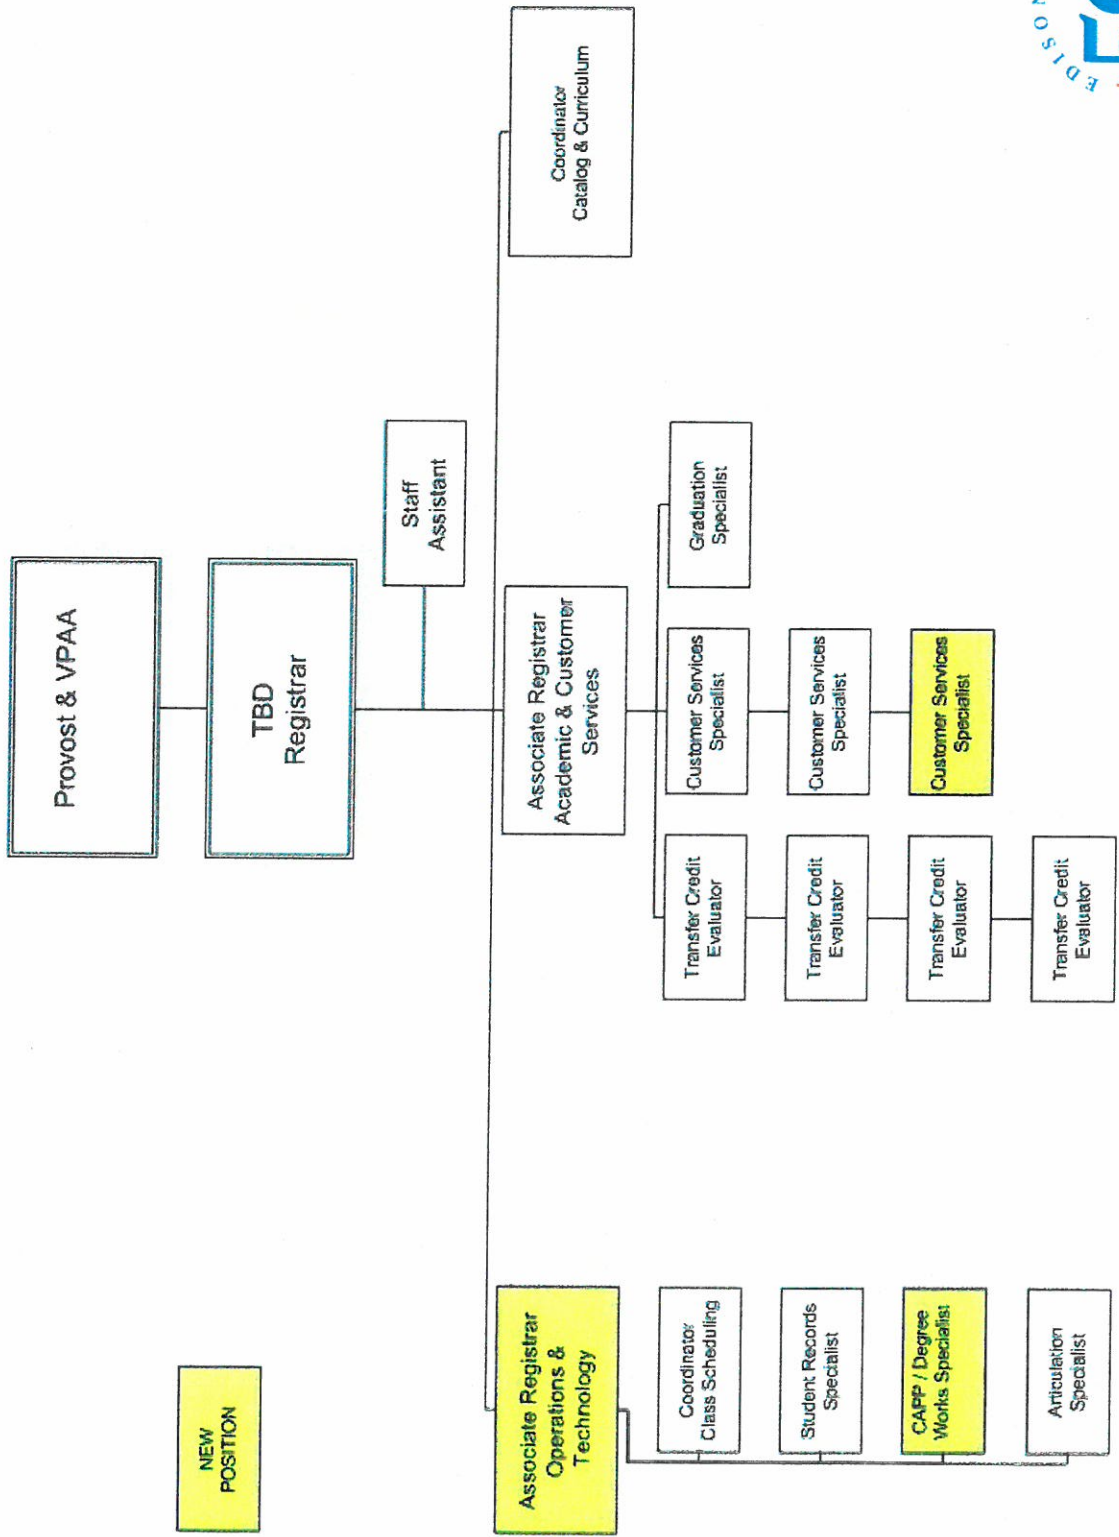 Provost & VPAA
TBD
Registrar
Staff
Assistant
NEW
POSITION
Associate Registrar
Operations &
Technology
Associate Registrar
Academic & Customer
Services
Coordinator
Catalog & Curriculum
Coordinator
Class Scheduling
Student Records
Specialist
CAPP / Degree
Works Specialist
Articulation
Specialist
Transfer Credit
Evaluator
Transfer Credit
Evaluator
Transfer Credit
Evaluator
Transfer Credit
Evaluator
Customer Services
Specialist
Customer Services
Specialist
Customer Services
Specialist
Graduation
Specialist
EDISON